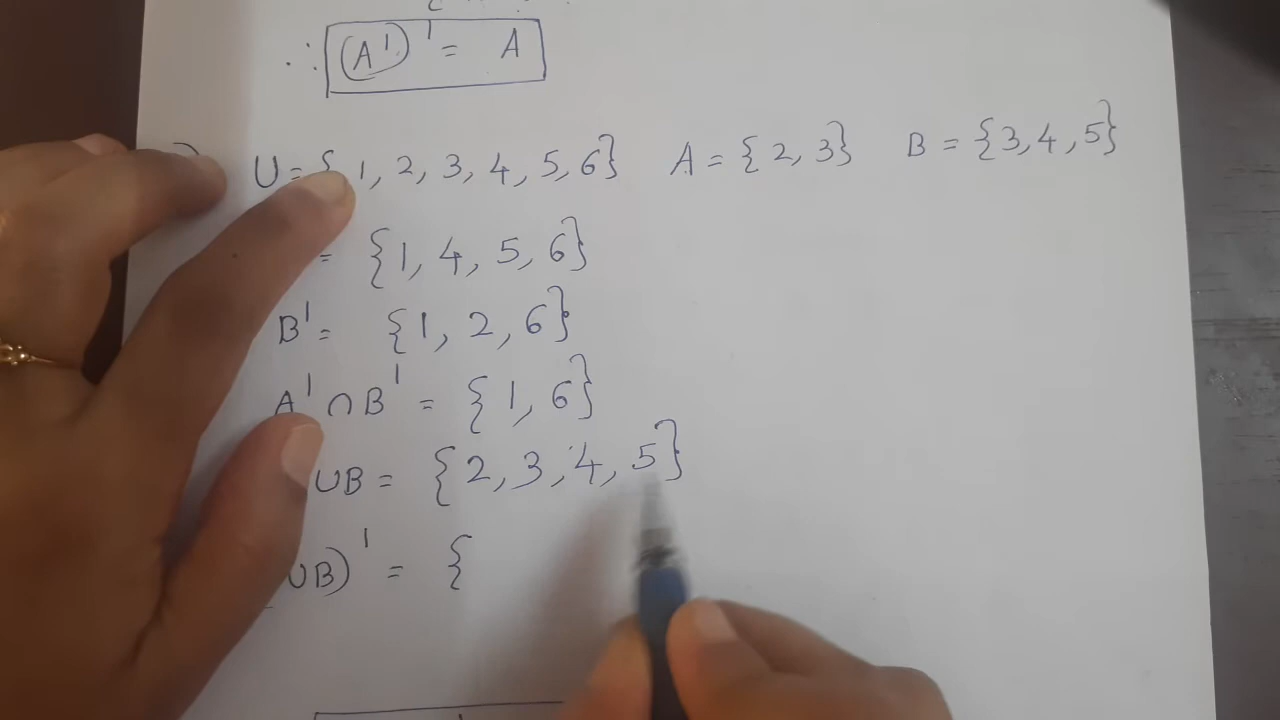 ∴ (A')' = A
) U = { 1, 2, 3, 4, 5, 6} A = { 2, 3} B = {3, 4, 5}
= {1, 4, 5, 6}
B' = {1, 2, 6}
A' ∩ B' = { 1, 6}
∪B = {2, 3, 4, 5}
∪B)' = {